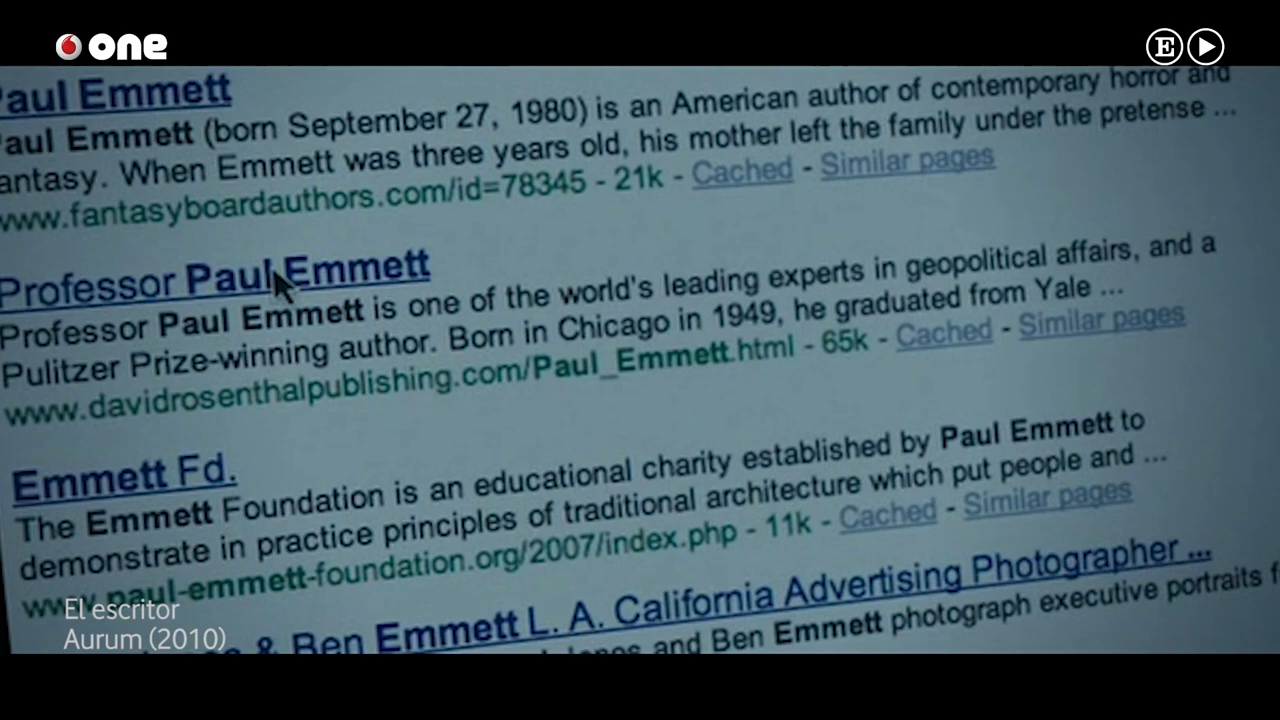 one
E
Paul Emmett
Paul Emmett (born September 27, 1980) is an American author of contemporary horror and
fantasy. When Emmett was three years old, his mother left the family under the pretense ...
www.fantasyboardauthors.com/id=78345 - 21k - Cached - Similar pages
Professor Paul Emmett
Professor Paul Emmett is one of the world's leading experts in geopolitical affairs, and a
Pulitzer Prize-winning author. Born in Chicago in 1949, he graduated from Yale ...
www.davidrosenthalpublishing.com/Paul_Emmett.html - 65k - Cached - Similar pages
Emmett Fd.
The Emmett Foundation is an educational charity established by Paul Emmett to
demonstrate in practice principles of traditional architecture which put people and ...
www.paul-emmett-foundation.org/2007/index.php - 11k - Cached - Similar pages
& Ben Emmett L. A. California Advertising Photographer ...
and Ben Emmett photograph executive portraits
El escritor
Aurum (2010)